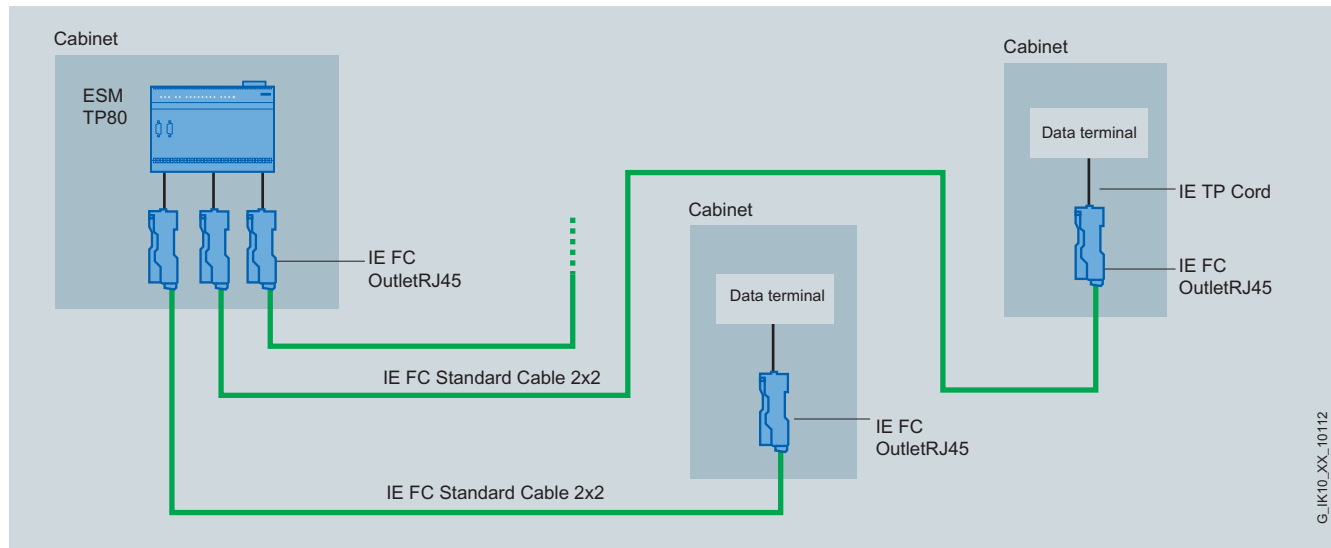 Cabinet
ESM
TP80
IE FC
OutletRJ45
IE FC Standard Cable 2x2
IE FC Standard Cable 2x2
Cabinet
Data terminal
IE FC
OutletRJ45
Cabinet
Data terminal
IE TP Cord
IE FC
OutletRJ45
G_IK10_XX_10112